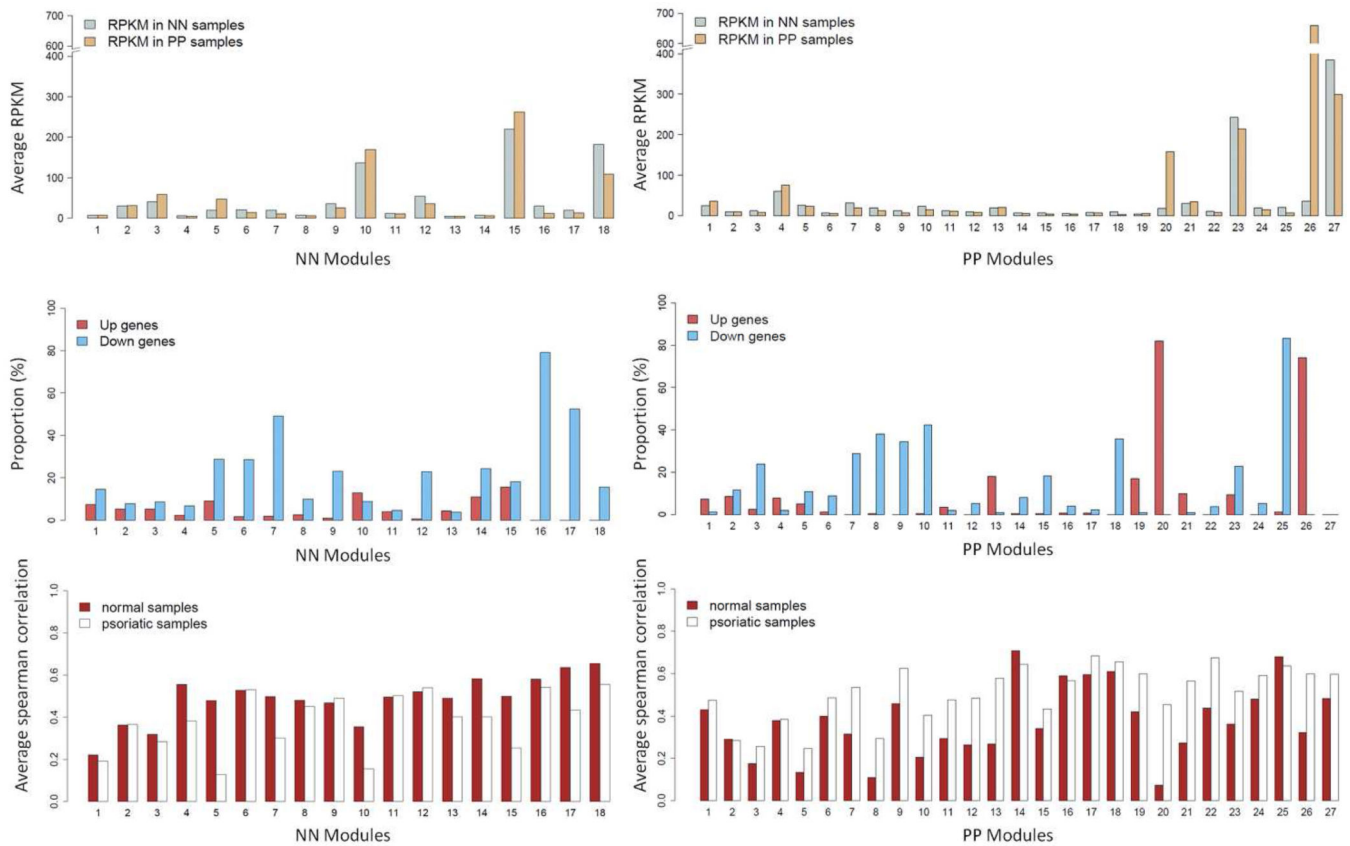 700
600
400
300
200
100
0
Average RPKM
RPKM in NN samples
RPKM in PP samples
1 2 3 4 5 6 7 8 9 10 11 12 13 14 15 16 17 18
NN Modules
700
600
400
300
200
100
0
Average RPKM
RPKM in NN samples
RPKM in PP samples
1 2 3 4 5 6 7 8 9 10 11 12 13 14 15 16 17 18 19 20 21 22 23 24 25 26 27
PP Modules
100
80
60
40
20
0
Proportion (%)
Up genes
Down genes
1 2 3 4 5 6 7 8 9 10 11 12 13 14 15 16 17 18
NN Modules
100
80
60
40
20
0
Proportion (%)
Up genes
Down genes
1 2 3 4 5 6 7 8 9 10 11 12 13 14 15 16 17 18 19 20 21 22 23 24 25 26 27
PP Modules
1.0
0.8
0.6
0.4
0.2
0.0
Average spearman correlation
normal samples
psoriatic samples
1 2 3 4 5 6 7 8 9 10 11 12 13 14 15 16 17 18
NN Modules
1.0
0.8
0.6
0.4
0.2
0.0
Average spearman correlation
normal samples
psoriatic samples
1 2 3 4 5 6 7 8 9 10 11 12 13 14 15 16 17 18 19 20 21 22 23 24 25 26 27
PP Modules